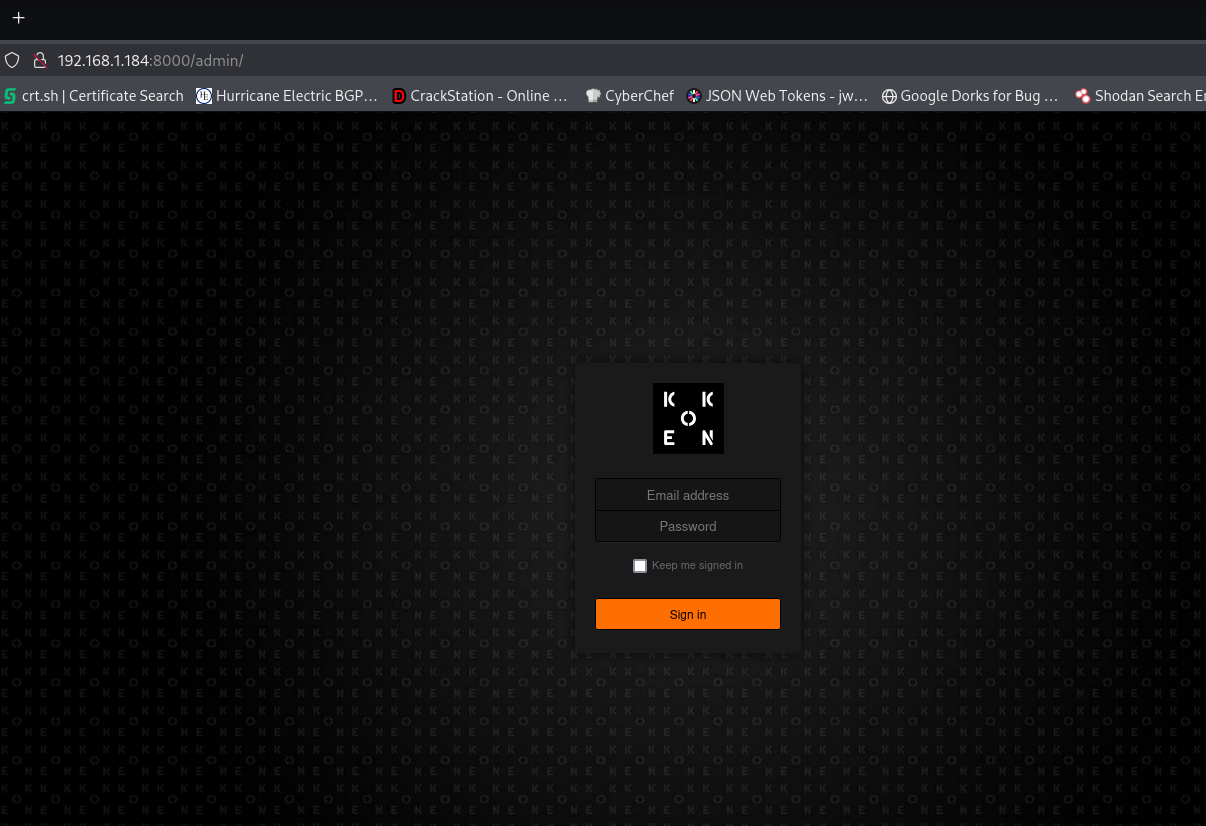 192.168.1.184:8000/admin/
crt.sh | Certificate Search Hurricane Electric BGP… CrackStation - Online … CyberChef JSON Web Tokens - jw… Google Dorks for Bug … Shodan Search En
K K
O
E N
Email address
Password
Keep me signed in
Sign in